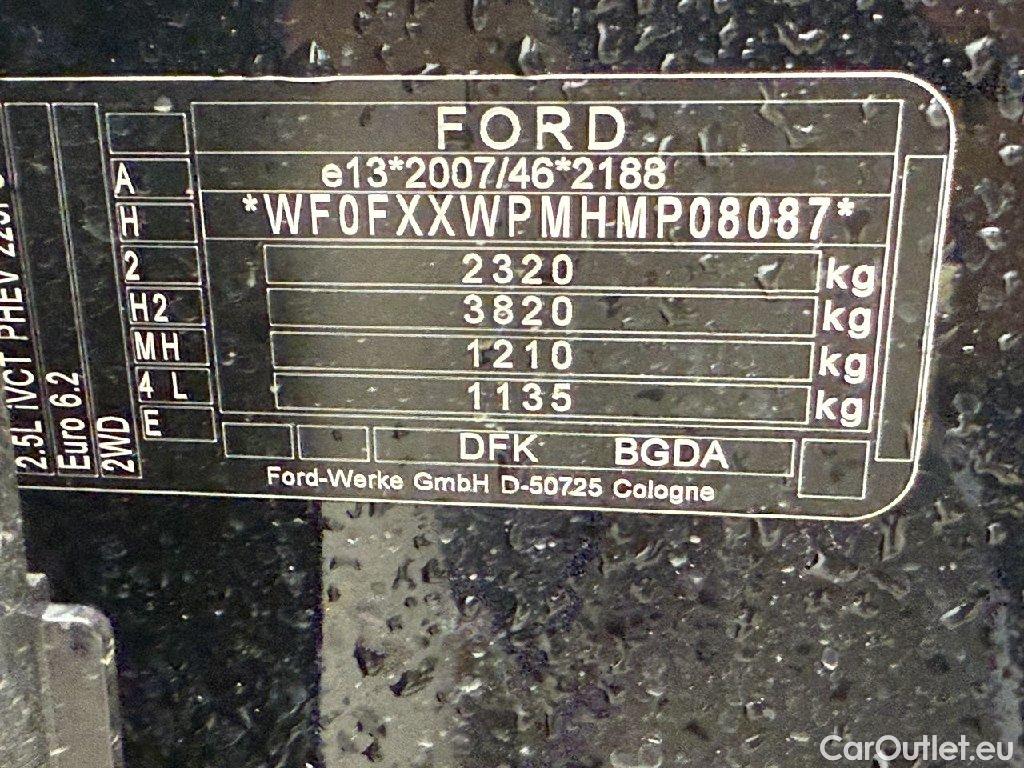 FORD
e13*2007/46*2188
*WF0FXXWPMHMP08087*
2320 kg
3820 kg
1210 kg
1135 kg
DFK BGDA
Ford-Werke GmbH D-50725 Cologne
A
H
2
H2
MH
4 L
E
2WD
Euro 6.2
2.5L iVCT PHEV
CarOutlet.eu